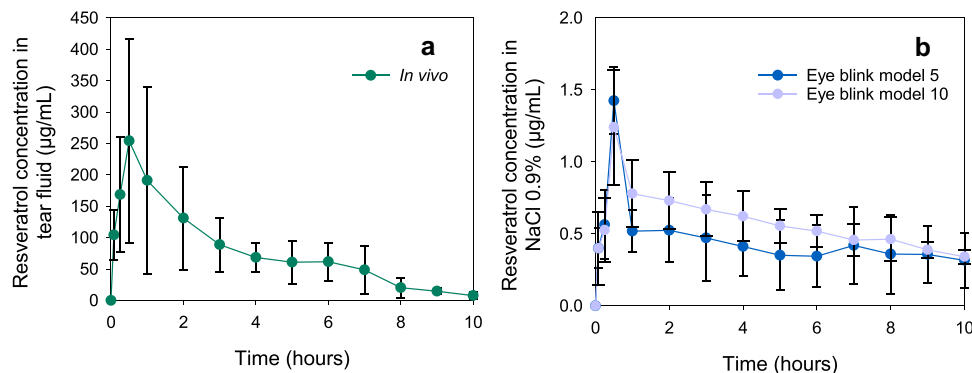 Resveratrol concentration in
tear fluid (µg/mL)
450
400
350
300
250
200
150
100
50
0
0
2
4
6
8
10
Time (hours)
a
In vivo
Resveratrol concentration in
NaCl 0.9% (µg/mL)
2.0
1.5
1.0
0.5
0.0
0
2
4
6
8
10
Time (hours)
b
Eye blink model 5
Eye blink model 10